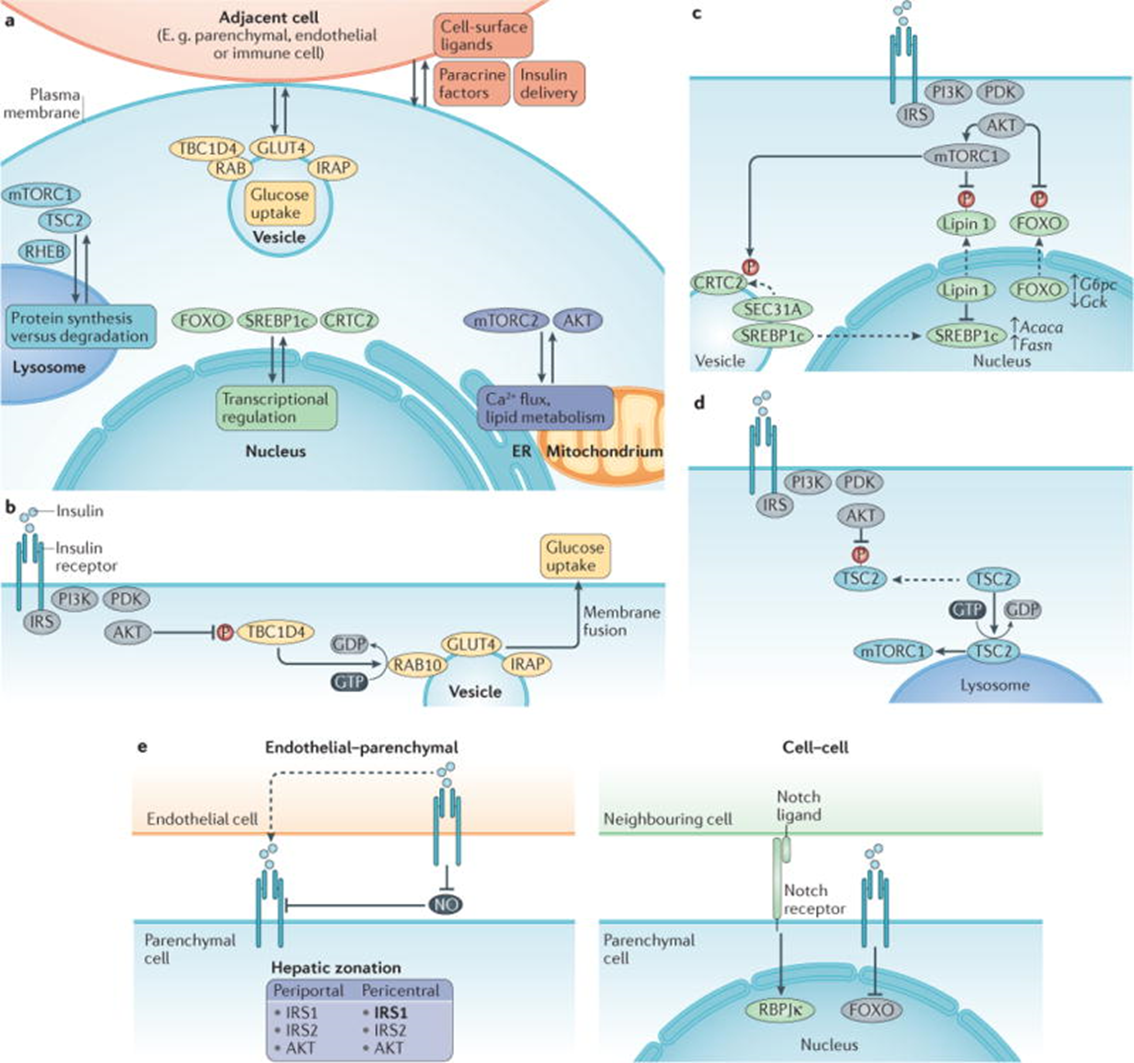 a
Adjacent cell
(E. g. parenchymal, endothelial
or immune cell)
Cell-surface
ligands
Paracrine
factors
Insulin
delivery
Plasma
membrane
TBC1D4
GLUT4
RAB
IRAP
Glucose
uptake
Vesicle
mTORC1
TSC2
RHEB
Protein synthesis
versus degradation
Lysosome
FOXO
SREBP1c
CRTC2
Transcriptional
regulation
Nucleus
mTORC2
AKT
Ca²⁺ flux,
lipid metabolism
ER
Mitochondrium
b
Insulin
Insulin
receptor
PI3K
PDK
IRS
AKT
P
TBC1D4
GDP
GTP
RAB10
GLUT4
IRAP
Vesicle
Membrane
fusion
Glucose
uptake
c
PI3K
PDK
IRS
AKT
mTORC1
P
P
Lipin 1
FOXO
P
CRTC2
SEC31A
SREBP1c
Vesicle
Lipin 1
FOXO
↑G6pc
↓Gck
SREBP1c
↑Acaca
↑Fasn
Nucleus
d
PI3K
PDK
IRS
AKT
P
TSC2
TSC2
GTP
GDP
mTORC1
TSC2
Lysosome
e
Endothelial–parenchymal
Endothelial cell
NO
Parenchymal
cell
Hepatic zonation
Periportal Pericentral
• IRS1 • IRS1
• IRS2 • IRS2
• AKT • AKT
Cell–cell
Notch
ligand
Neighbouring cell
Notch
receptor
Parenchymal
cell
RBPJκ
FOXO
Nucleus